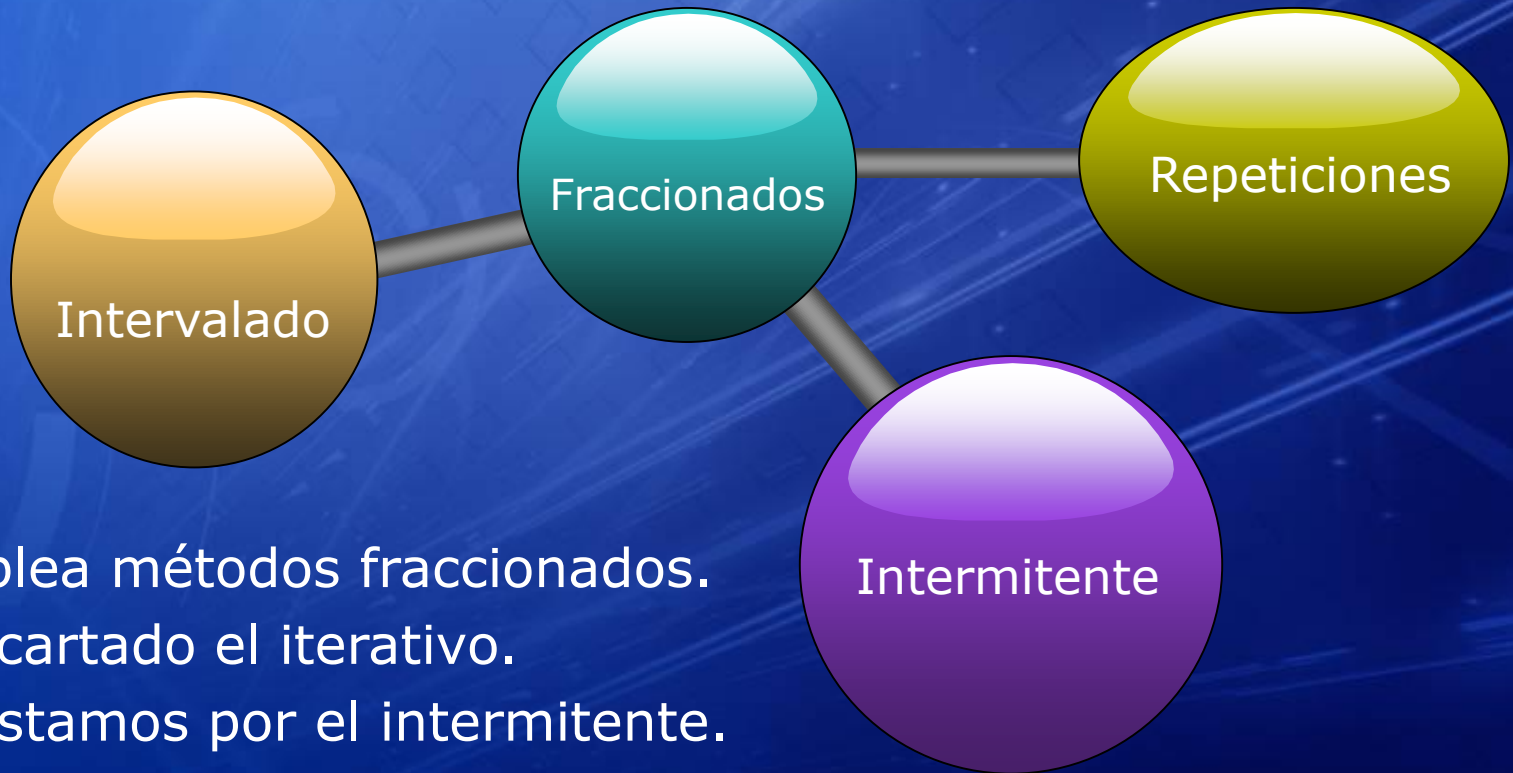 Fraccionados
Repeticiones
Intervalado
Intermitente
plea métodos fraccionados.
cartado el iterativo.
stamos por el intermitente.